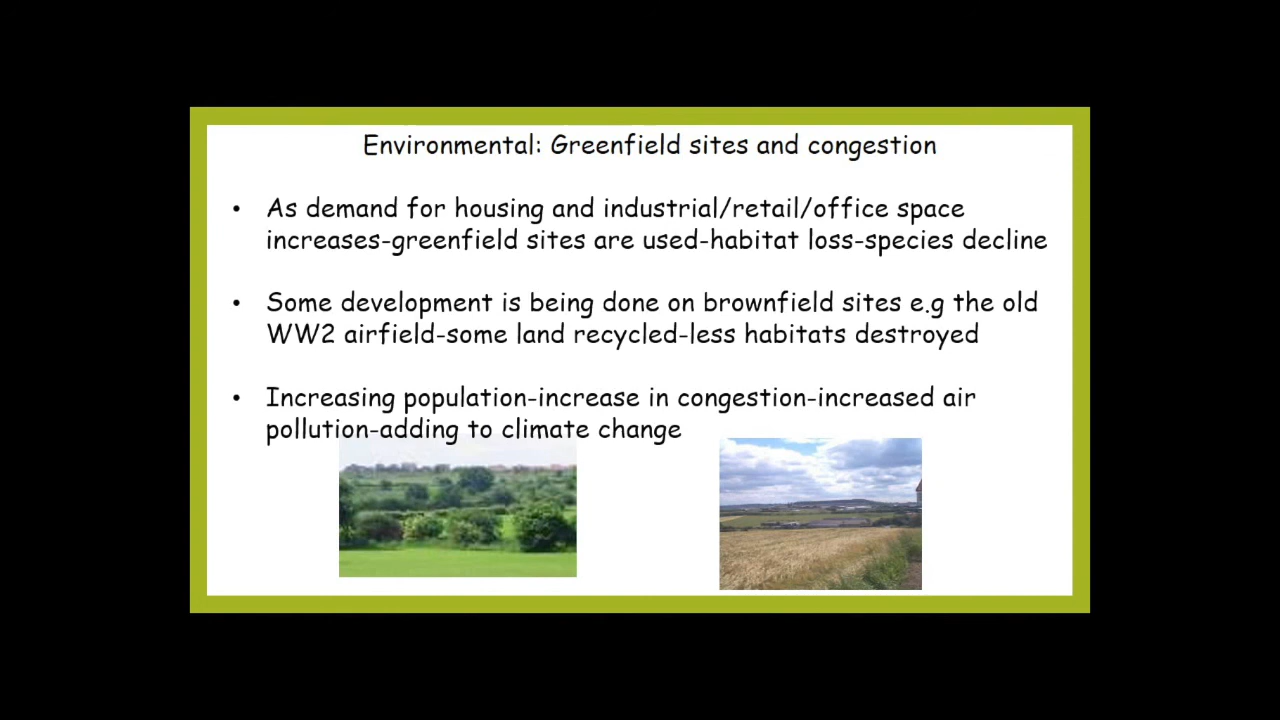 Environmental: Greenfield sites and congestion
• As demand for housing and industrial/retail/office space
increases-greenfield sites are used-habitat loss-species decline
• Some development is being done on brownfield sites e.g the old
WW2 airfield-some land recycled-less habitats destroyed
• Increasing population-increase in congestion-increased air
pollution-adding to climate change